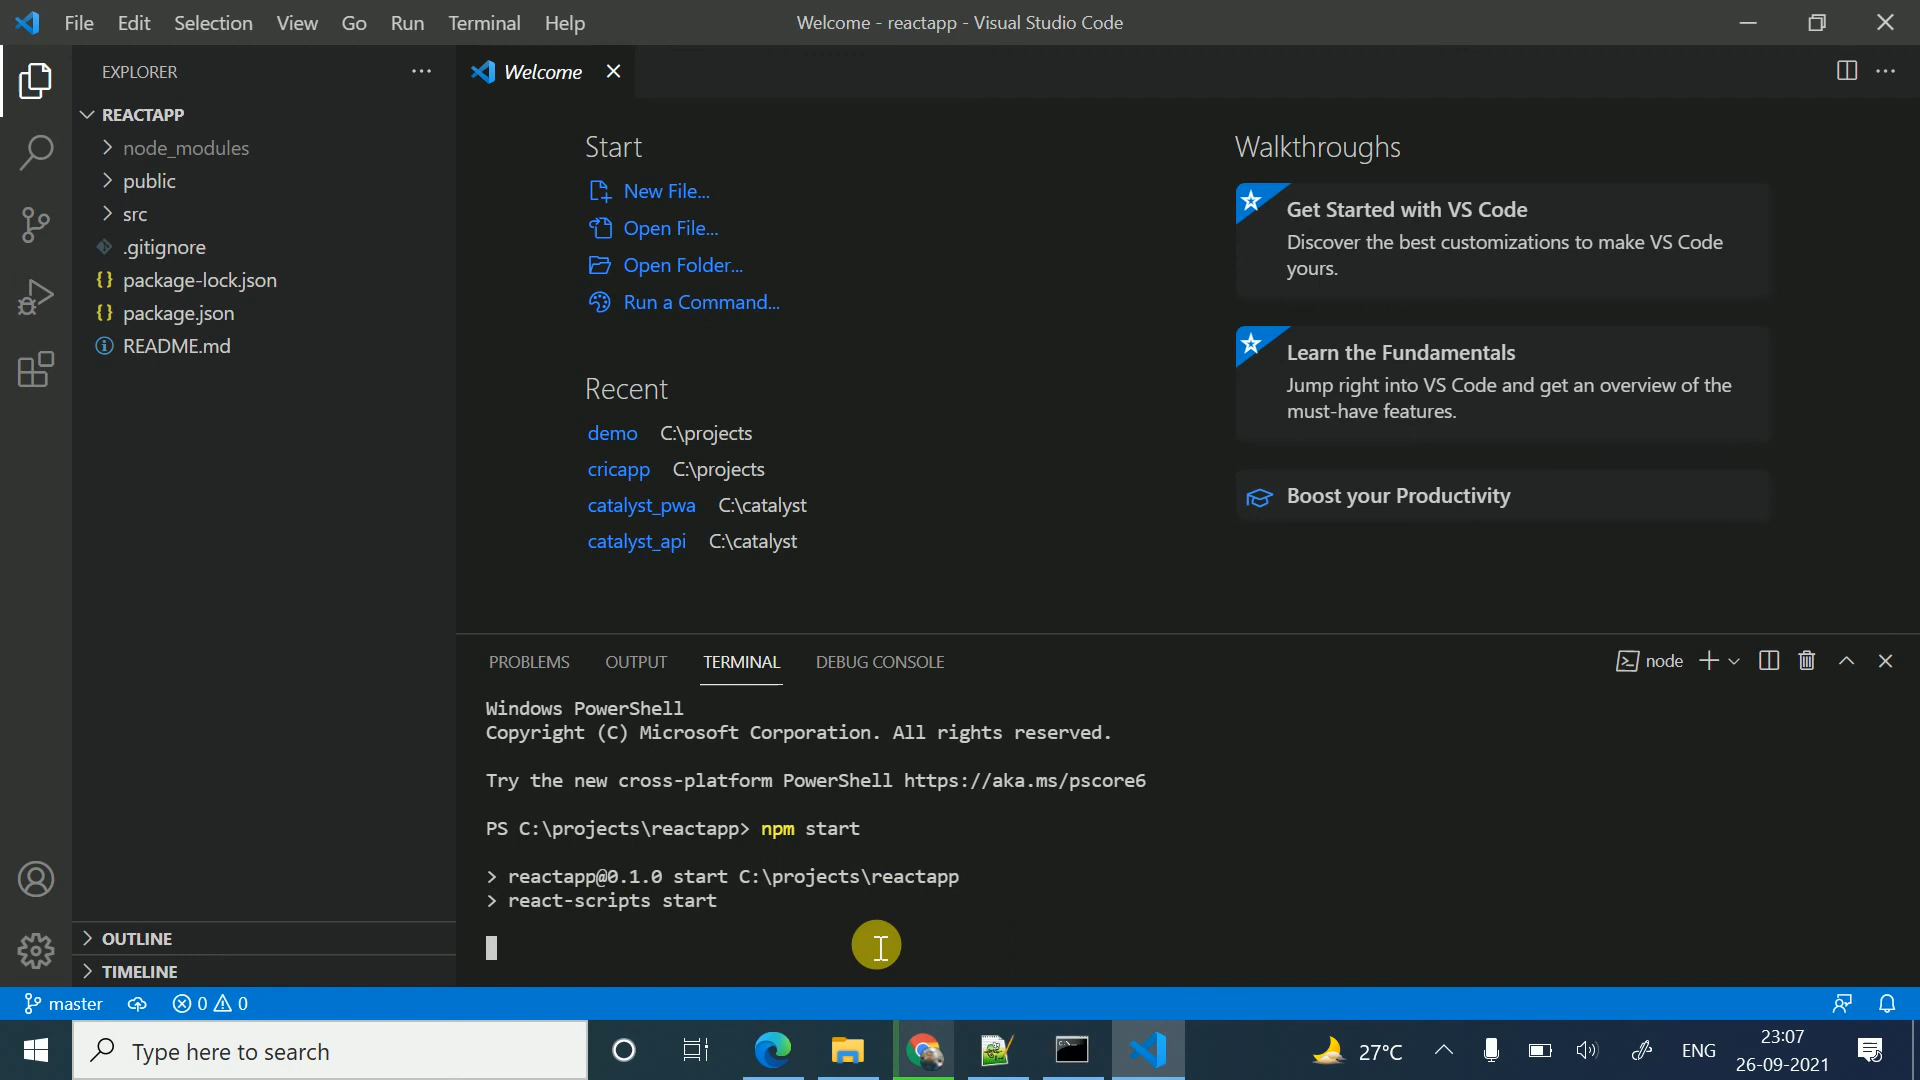 File Edit Selection View Go Run Terminal Help
Welcome - reactapp - Visual Studio Code
EXPLORER
REACTAPP
node_modules
public
src
.gitignore
{} package-lock.json
{} package.json
README.md
OUTLINE
TIMELINE
Welcome
Start
New File...
Open File...
Open Folder...
Run a Command...
Recent
demo C:\projects
cricapp C:\projects
catalyst_pwa C:\catalyst
catalyst_api C:\catalyst
Walkthroughs
Get Started with VS Code
Discover the best customizations to make VS Code
yours.
Learn the Fundamentals
Jump right into VS Code and get an overview of the
must-have features.
Boost your Productivity
PROBLEMS OUTPUT TERMINAL DEBUG CONSOLE
node
Windows PowerShell
Copyright (C) Microsoft Corporation. All rights reserved.
Try the new cross-platform PowerShell https://aka.ms/pscore6
PS C:\projects\reactapp> npm start
> reactapp@0.1.0 start C:\projects\reactapp
> react-scripts start
master 0 0
Type here to search
27°C
ENG
23:07
26-09-2021